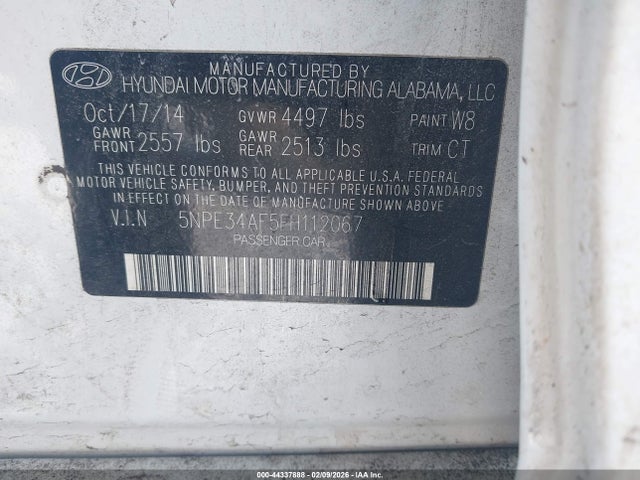 MANUFACTURED BY
HYUNDAI MOTOR MANUFACTURING ALABAMA, LLC
Oct/17/14 GVWR 4497 lbs PAINT W8
GAWR FRONT 2557 lbs GAWR REAR 2513 lbs TRIM CT
THIS VEHICLE CONFORMS TO ALL APPLICABLE U.S.A. FEDERAL
MOTOR VEHICLE SAFETY, BUMPER, AND THEFT PREVENTION STANDARDS
IN EFFECT ON THE DATE OF MANUFACTURE SHOWN ABOVE
V.I.N 5NPE34AF5FH112067
PASSENGER CAR
000-44337888 - 02/09/2026 - IAA Inc.